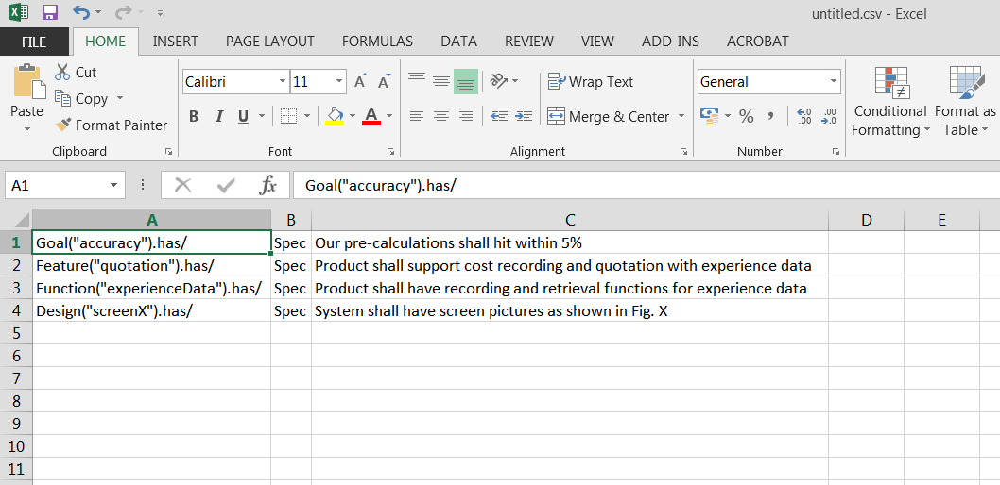 untitled.csv - Excel
FILE HOME INSERT PAGE LAYOUT FORMULAS DATA REVIEW VIEW ADD-INS ACROBAT
Paste
Cut
Copy
Format Painter
Clipboard
Calibri 11 A A
B I U A
Font
Wrap Text
Merge & Center
Alignment
General
% , .0 .00 .00 .0
Number
Conditional Formatting
Format as Table
A1 fx Goal("accuracy").has/
A B C D E
1 Goal("accuracy").has/ Spec Our pre-calculations shall hit within 5%
2 Feature("quotation").has/ Spec Product shall support cost recording and quotation with experience data
3 Function("experienceData").has/ Spec Product shall have recording and retrieval functions for experience data
4 Design("screenX").has/ Spec System shall have screen pictures as shown in Fig. X
5
6
7
8
9
10
11